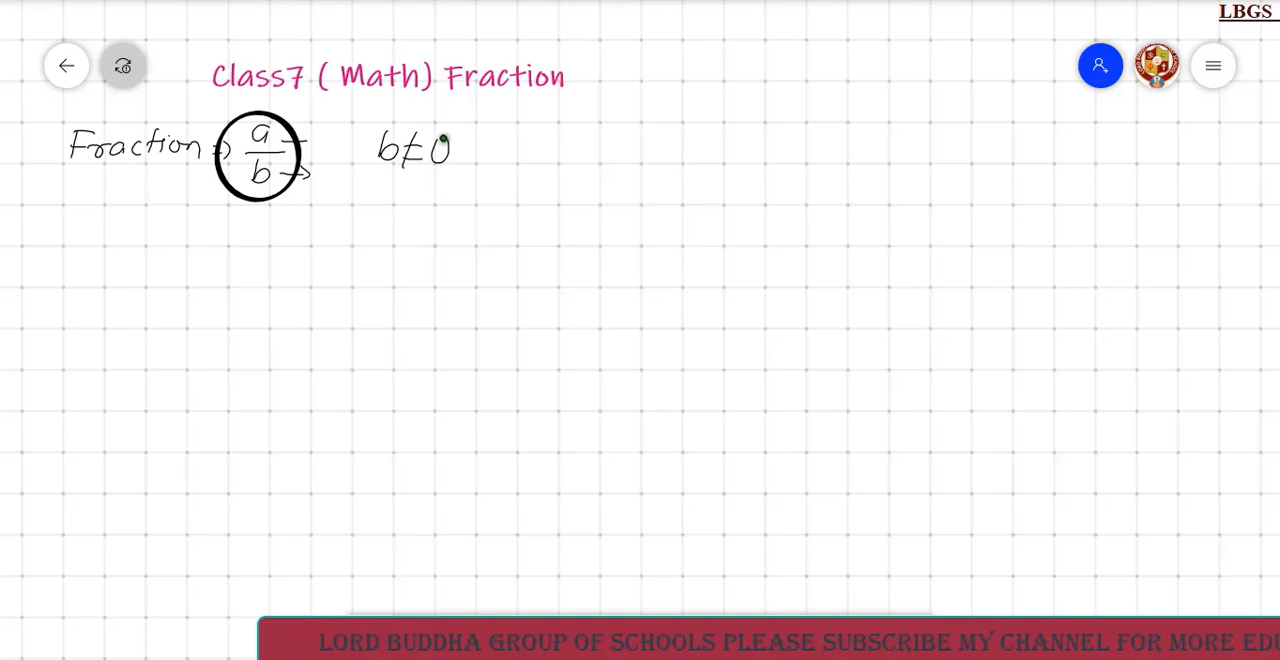 LBGS
Class7 ( Math) Fraction
Fraction → a/b → b≠0
LORD BUDDHA GROUP OF SCHOOLS PLEASE SUBSCRIBE MY CHANNEL FOR MORE EDU